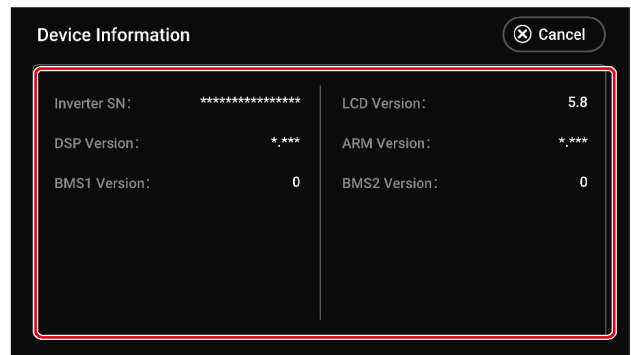 Device Information
Cancel
Inverter SN: ****************
LCD Version: 5.8
DSP Version: *.***
ARM Version: *.***
BMS1 Version: 0
BMS2 Version: 0